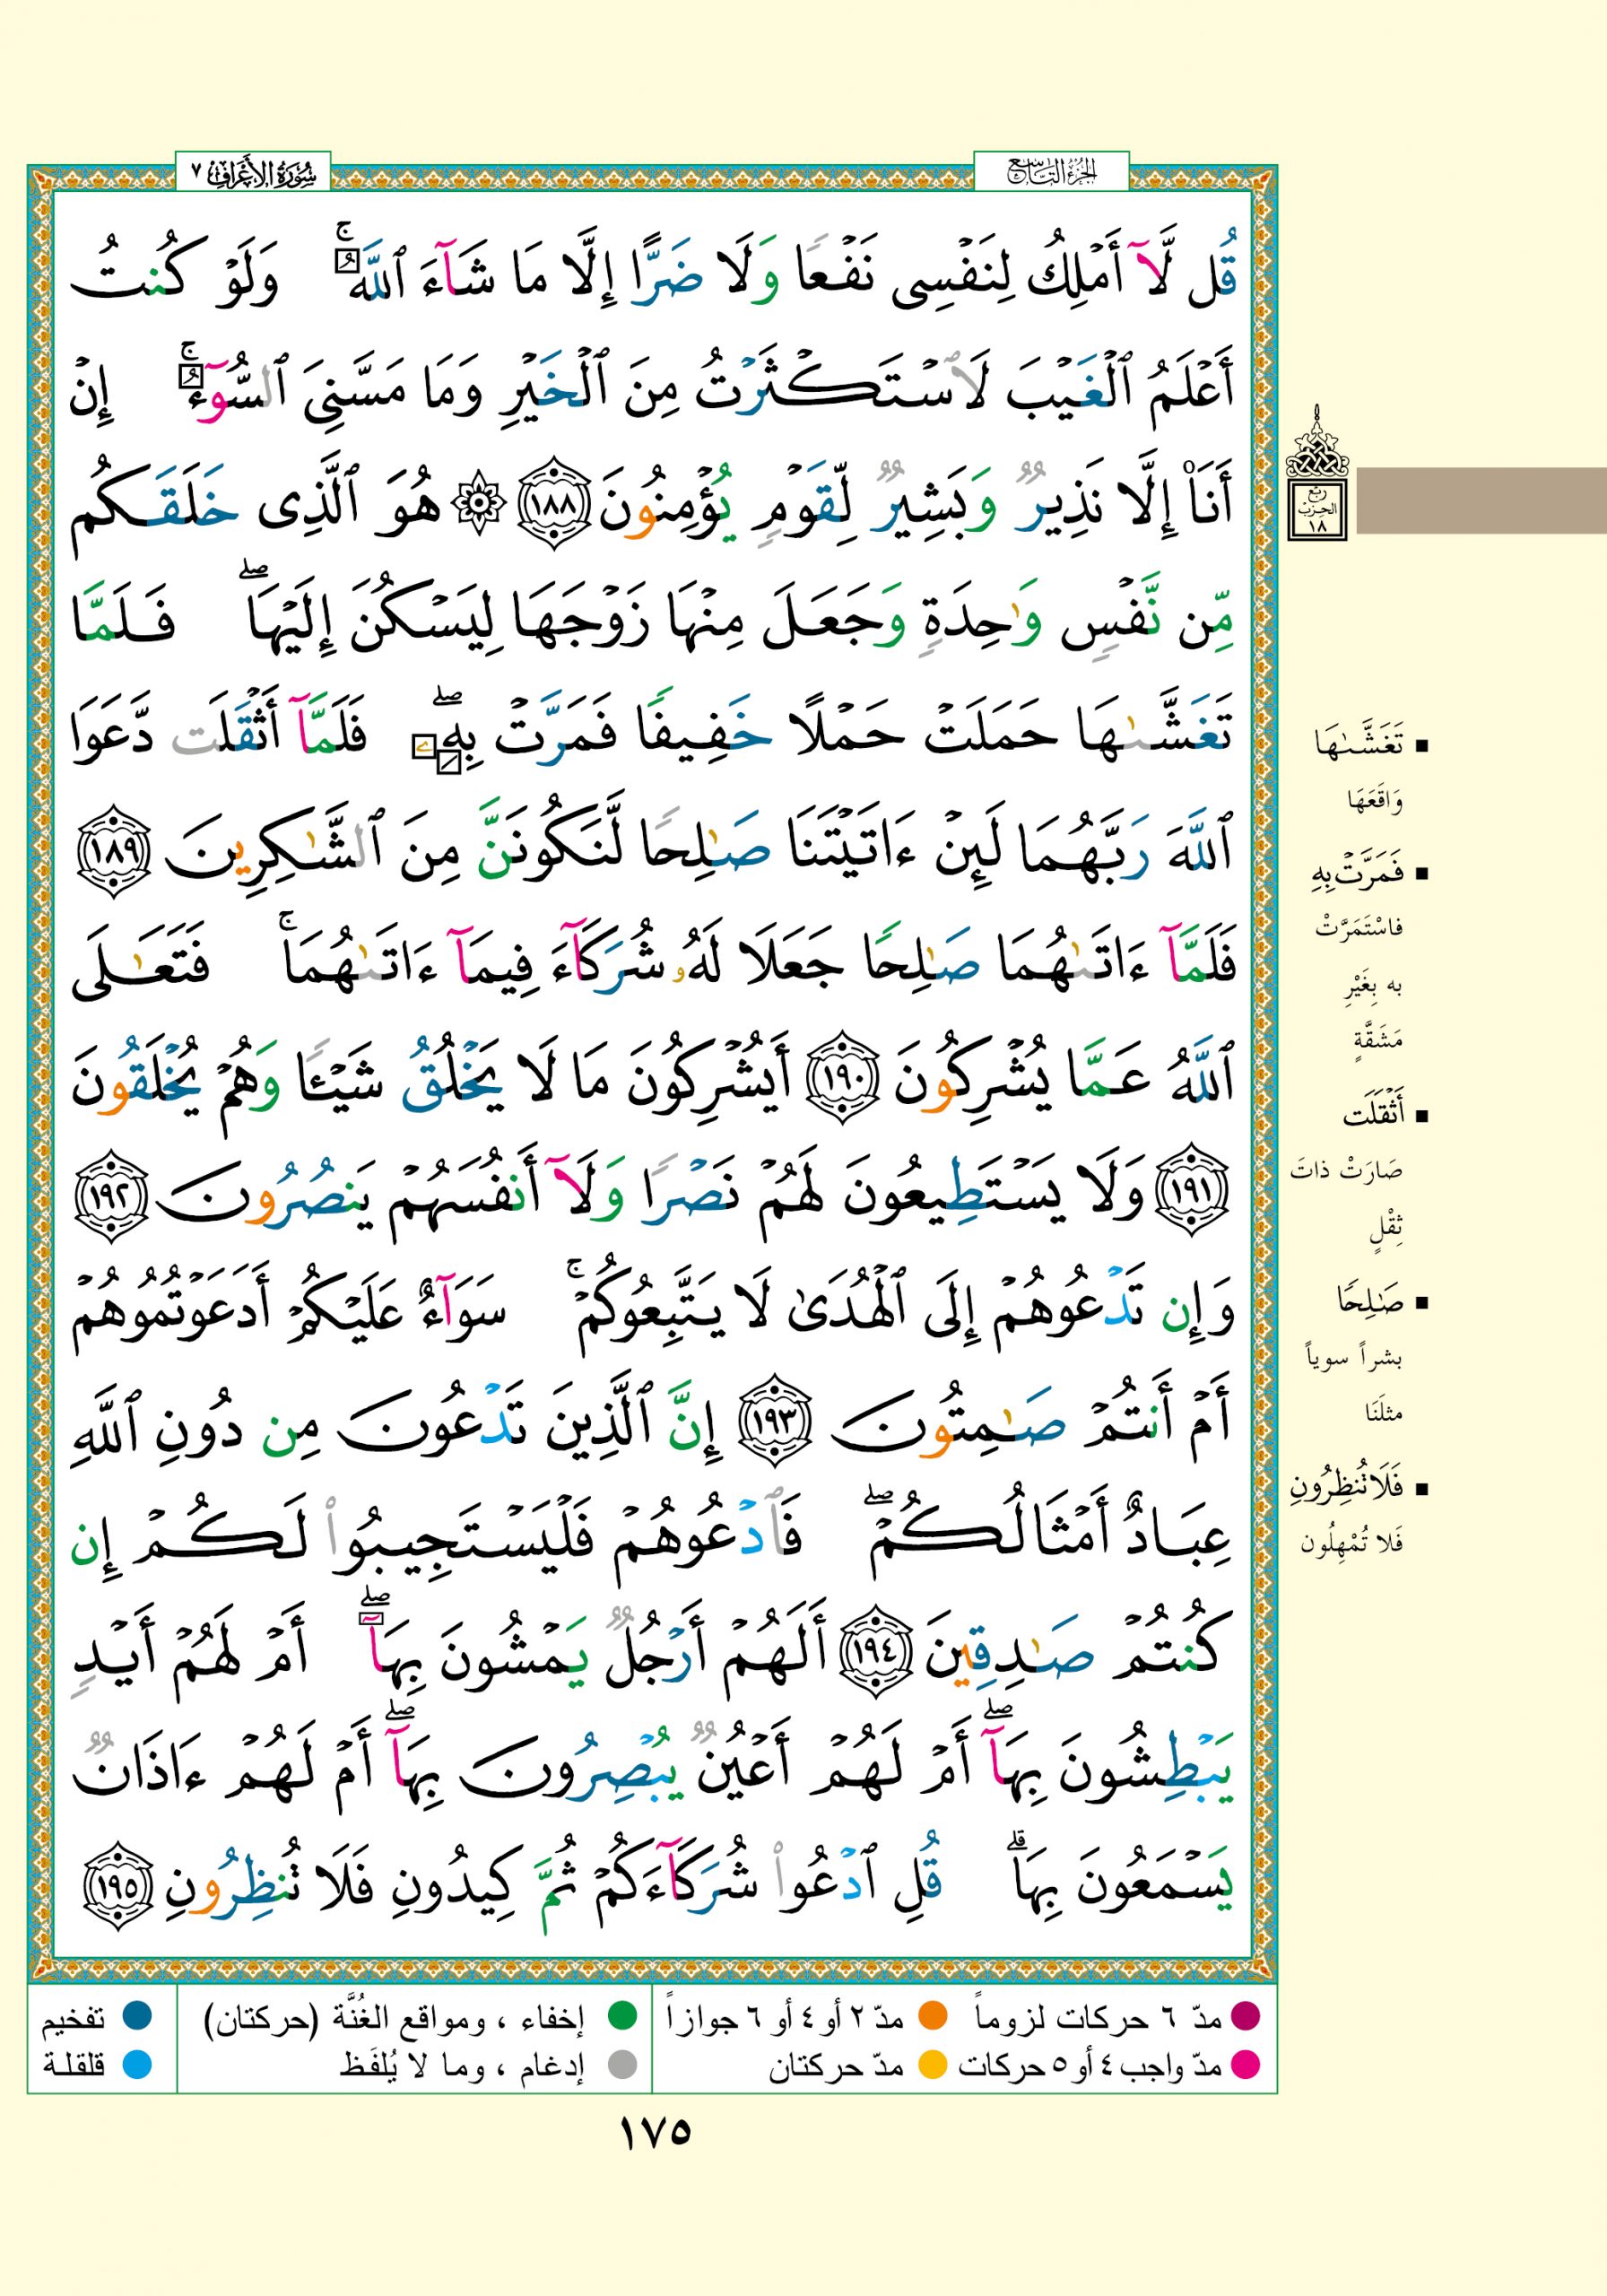 الجزء التاسع
سورة الأعراف ٧
قُل لَّآ أَمْلِكُ لِنَفْسِى نَفْعًا وَلَا ضَرًّا إِلَّا مَا شَآءَ ٱللَّهُ ۚ وَلَوْ كُنتُ
أَعْلَمُ ٱلْغَيْبَ لَٱسْتَكْثَرْتُ مِنَ ٱلْخَيْرِ وَمَا مَسَّنِىَ ٱلسُّوٓءُ ۚ إِنْ
أَنَا۠ إِلَّا نَذِيرٌ وَبَشِيرٌ لِّقَوْمٍ يُؤْمِنُونَ ﴿١٨٨﴾ ۞ هُوَ ٱلَّذِى خَلَقَكُم
مِّن نَّفْسٍ وَٰحِدَةٍ وَجَعَلَ مِنْهَا زَوْجَهَا لِيَسْكُنَ إِلَيْهَا ۖ فَلَمَّا
تَغَشَّىٰهَا حَمَلَتْ حَمْلًا خَفِيفًا فَمَرَّتْ بِهِۦ ۖ فَلَمَّآ أَثْقَلَت دَّعَوَا
ٱللَّهَ رَبَّهُمَا لَئِنْ ءَاتَيْتَنَا صَٰلِحًا لَّنَكُونَنَّ مِنَ ٱلشَّٰكِرِينَ ﴿١٨٩﴾
فَلَمَّآ ءَاتَىٰهُمَا صَٰلِحًا جَعَلَا لَهُۥ شُرَكَآءَ فِيمَآ ءَاتَىٰهُمَا ۚ فَتَعَٰلَى
ٱللَّهُ عَمَّا يُشْرِكُونَ ﴿١٩٠﴾ أَيُشْرِكُونَ مَا لَا يَخْلُقُ شَيْـًٔا وَهُمْ يُخْلَقُونَ
﴿١٩١﴾ وَلَا يَسْتَطِيعُونَ لَهُمْ نَصْرًا وَلَآ أَنفُسَهُمْ يَنصُرُونَ ﴿١٩٢﴾
وَإِن تَدْعُوهُمْ إِلَى ٱلْهُدَىٰ لَا يَتَّبِعُوكُمْ ۚ سَوَآءٌ عَلَيْكُمْ أَدَعَوْتُمُوهُمْ
أَمْ أَنتُمْ صَٰمِتُونَ ﴿١٩٣﴾ إِنَّ ٱلَّذِينَ تَدْعُونَ مِن دُونِ ٱللَّهِ
عِبَادٌ أَمْثَالُكُمْ ۖ فَٱدْعُوهُمْ فَلْيَسْتَجِيبُوا۟ لَكُمْ إِن
كُنتُمْ صَٰدِقِينَ ﴿١٩٤﴾ أَلَهُمْ أَرْجُلٌ يَمْشُونَ بِهَآ ۖ أَمْ لَهُمْ أَيْدٍ
يَبْطِشُونَ بِهَآ ۖ أَمْ لَهُمْ أَعْيُنٌ يُبْصِرُونَ بِهَآ ۖ أَمْ لَهُمْ ءَاذَانٌ
يَسْمَعُونَ بِهَا ۗ قُلِ ٱدْعُوا۟ شُرَكَآءَكُمْ ثُمَّ كِيدُونِ فَلَا تُنظِرُونِ ﴿١٩٥﴾
ربع
الحزب
١٨
▪ تَغَشَّىٰهَا
وَاقَعَهَا
▪ فَمَرَّتْ بِهِ
فاسْتَمَرَّتْ
به بِغَيْرِ
مَشَقَّةٍ
▪ أَثْقَلَت
صَارَتْ ذاتَ
ثِقْلٍ
▪ صَٰلِحًا
بشراً سوياً
مثلَنَا
▪ فَلَا تُنظِرُونِ
فَلا تُمْهِلُون
مدّ ٦ حركات لزوماً
مدّ ٢ أو ٤ أو ٦ جوازاً
إخفاء ، ومواقع الغُنَّة (حركتان)
تفخيم
مدّ واجب ٤ أو ٥ حركات
مدّ حركتان
إدغام ، وما لا يُلفَظ
قلقلة
١٧٥